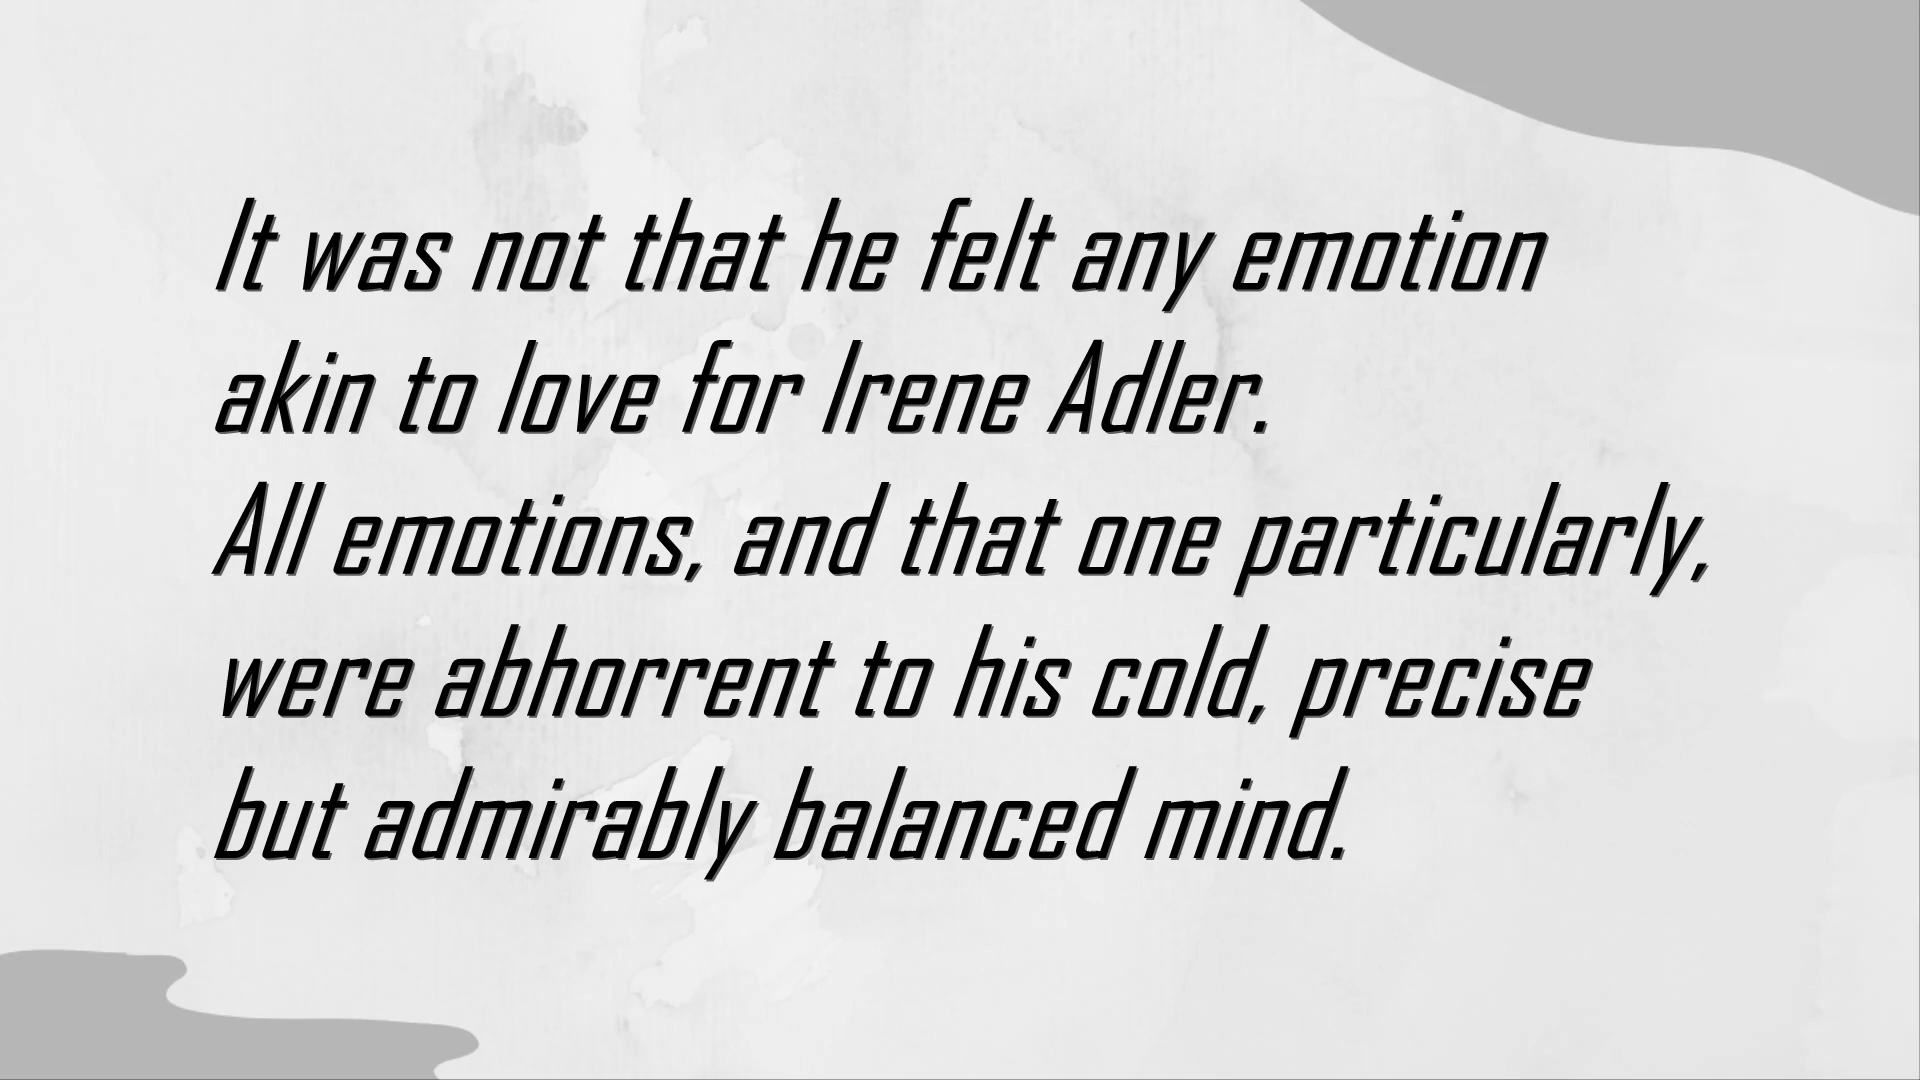 It was not that he felt any emotion
akin to love for Irene Adler.
All emotions, and that one particularly,
were abhorrent to his cold, precise
but admirably balanced mind.